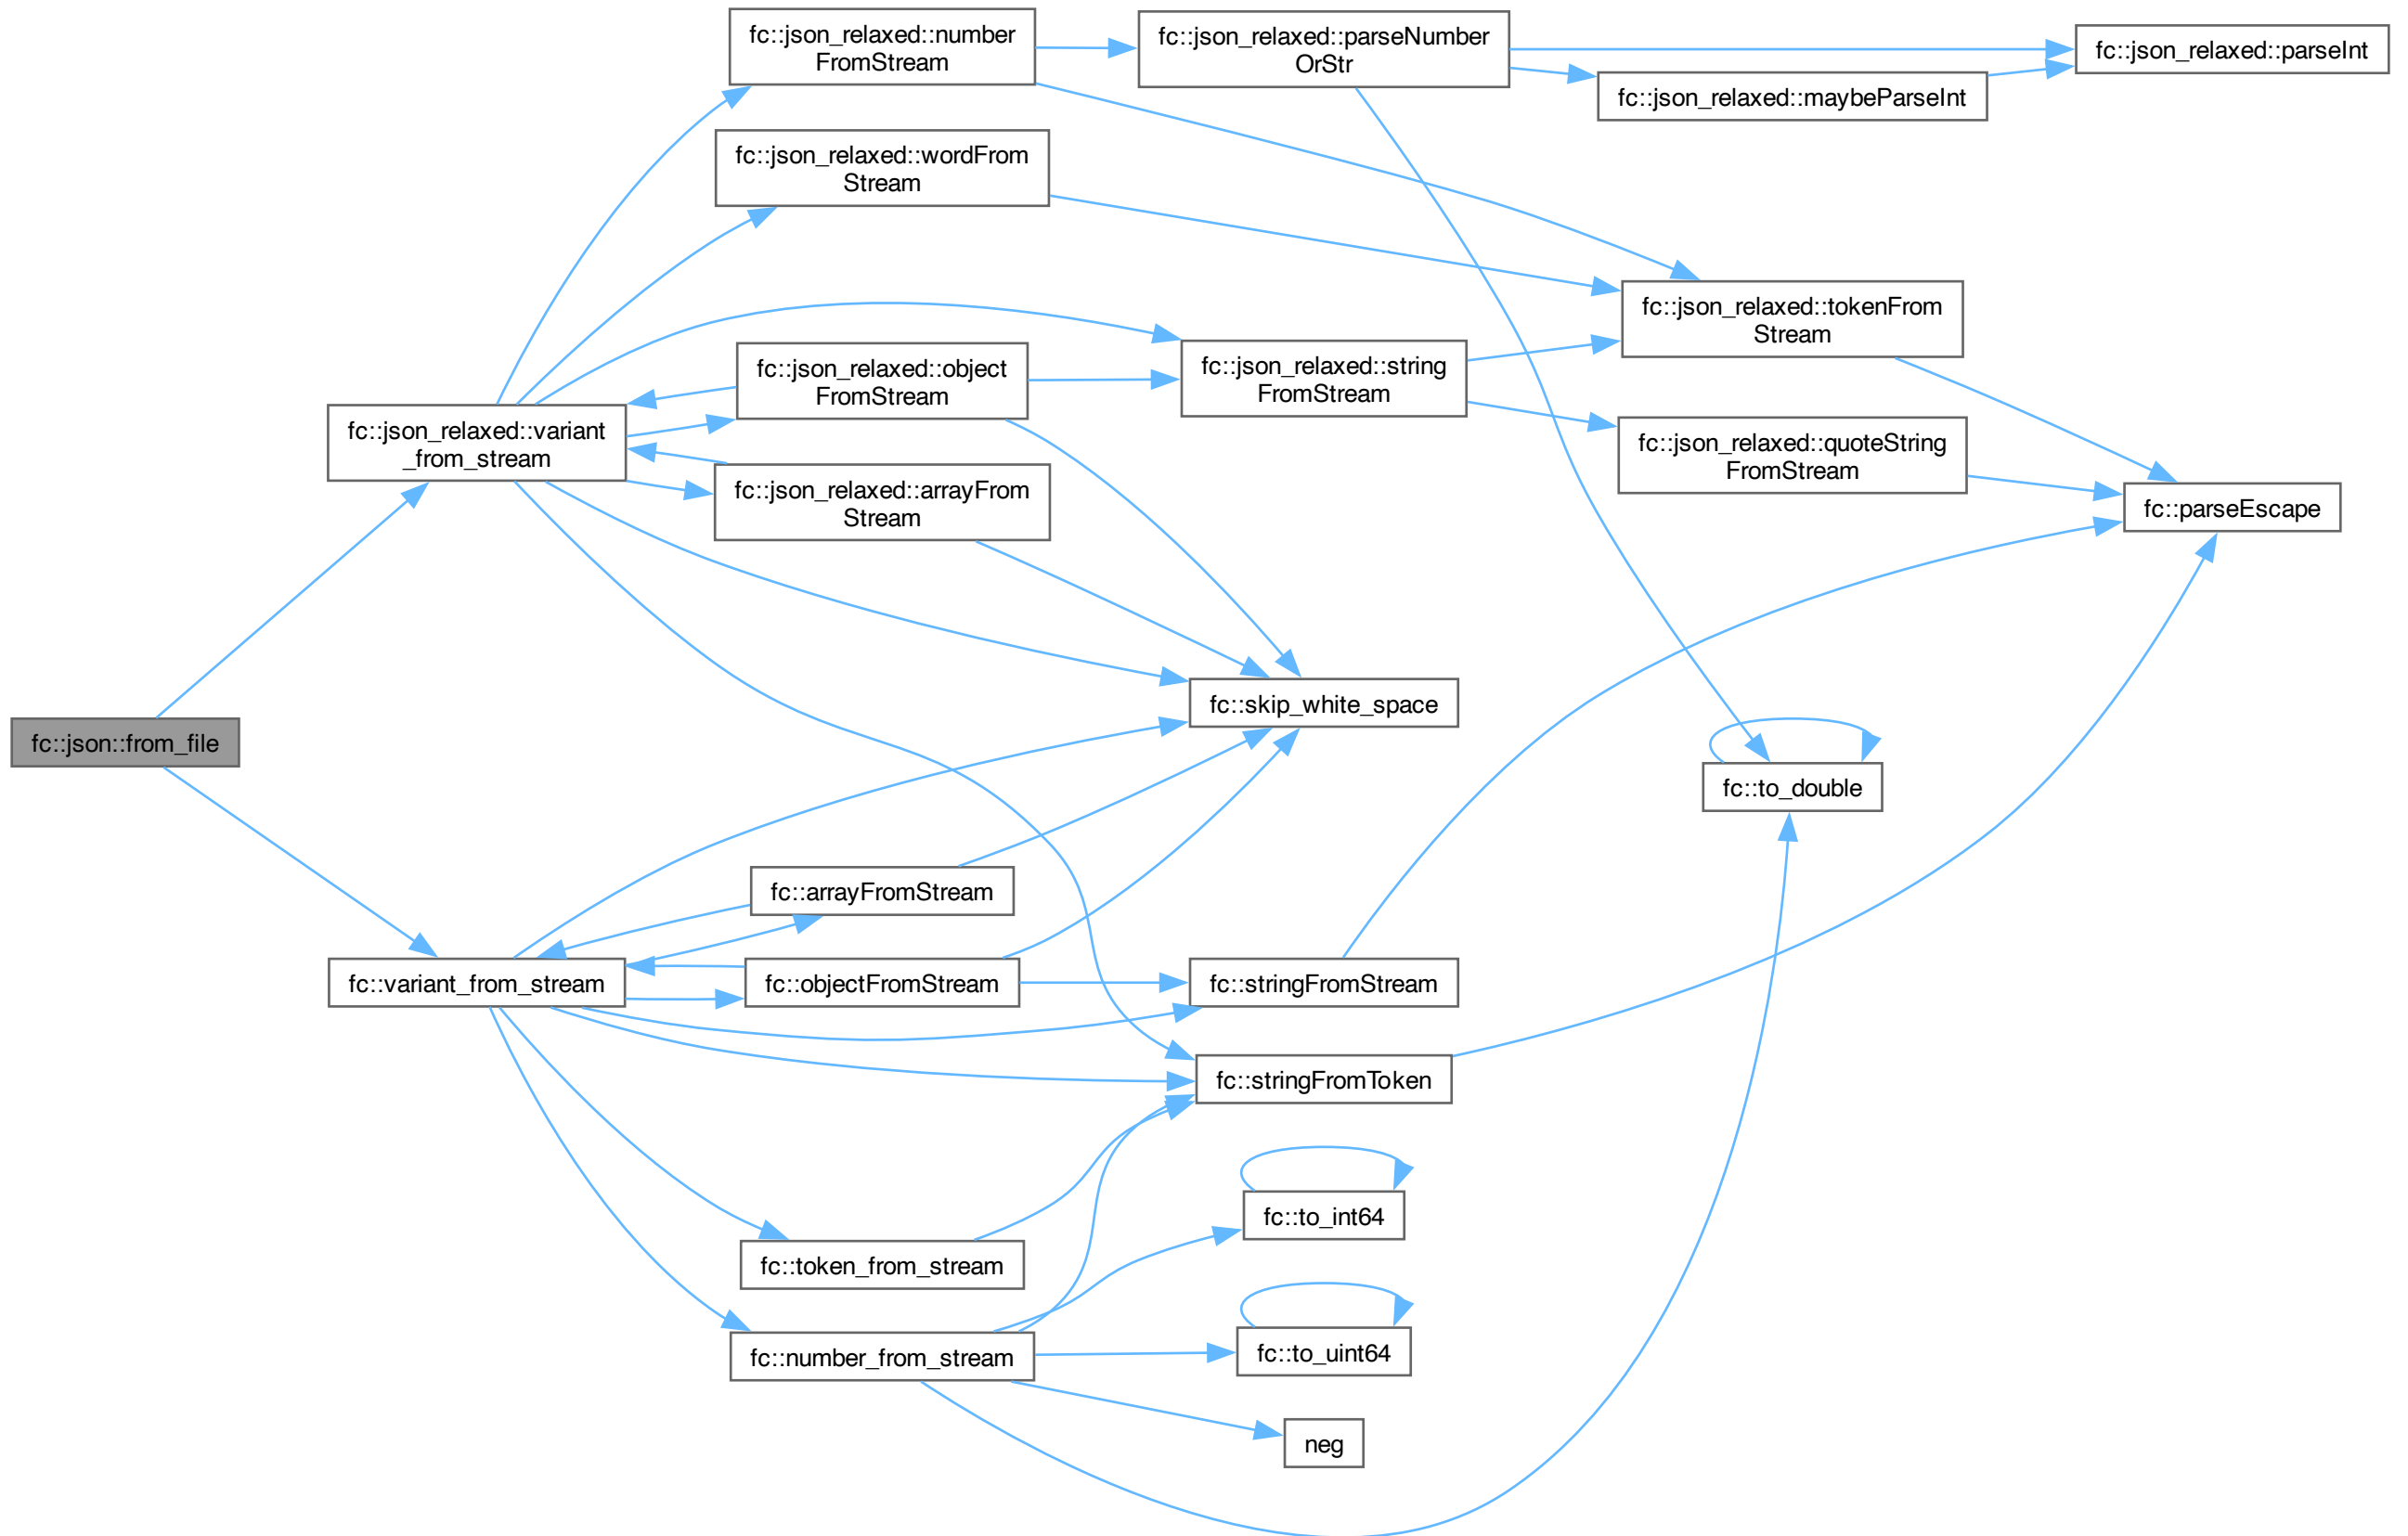 fc::json::from_file
fc::json_relaxed::variant
_from_stream
fc::variant_from_stream
fc::json_relaxed::number
FromStream
fc::json_relaxed::wordFrom
Stream
fc::json_relaxed::object
FromStream
fc::json_relaxed::arrayFrom
Stream
fc::arrayFromStream
fc::objectFromStream
fc::token_from_stream
fc::number_from_stream
fc::json_relaxed::parseNumber
OrStr
fc::json_relaxed::string
FromStream
fc::skip_white_space
fc::stringFromStream
fc::stringFromToken
fc::to_int64
fc::to_uint64
neg
fc::json_relaxed::maybeParseInt
fc::json_relaxed::tokenFrom
Stream
fc::json_relaxed::quoteString
FromStream
fc::to_double
fc::json_relaxed::parseInt
fc::parseEscape